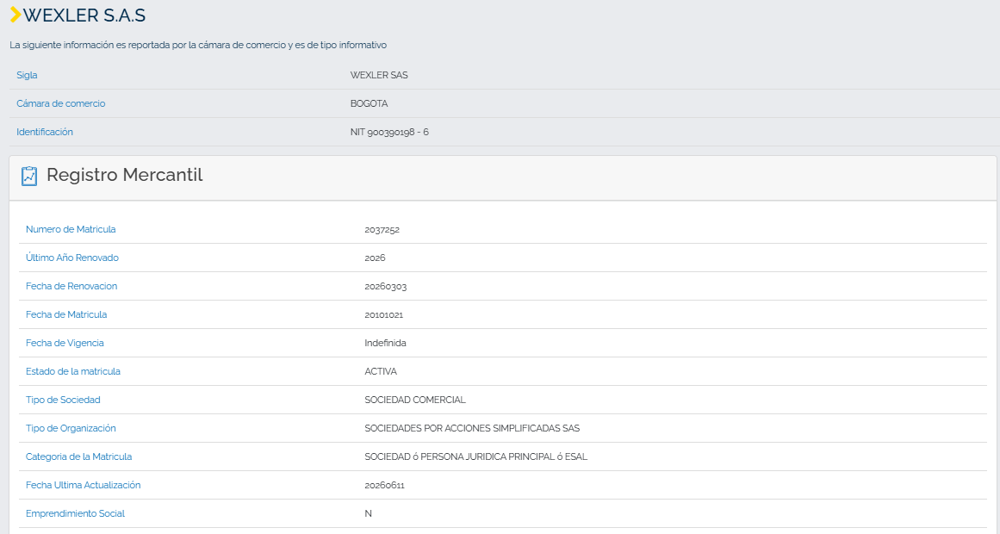 WEXLER S.A.S
La siguiente información es reportada por la cámara de comercio y es de tipo informativo
Sigla WEXLER SAS
Cámara de comercio BOGOTA
Identificación NIT 900390198 - 6
Registro Mercantil
Numero de Matricula 2037252
Último Año Renovado 2026
Fecha de Renovacion 20260303
Fecha de Matricula 20101021
Fecha de Vigencia Indefinida
Estado de la matricula ACTIVA
Tipo de Sociedad SOCIEDAD COMERCIAL
Tipo de Organización SOCIEDADES POR ACCIONES SIMPLIFICADAS SAS
Categoria de la Matricula SOCIEDAD ó PERSONA JURIDICA PRINCIPAL ó ESAL
Fecha Ultima Actualización 20260611
Emprendimiento Social N